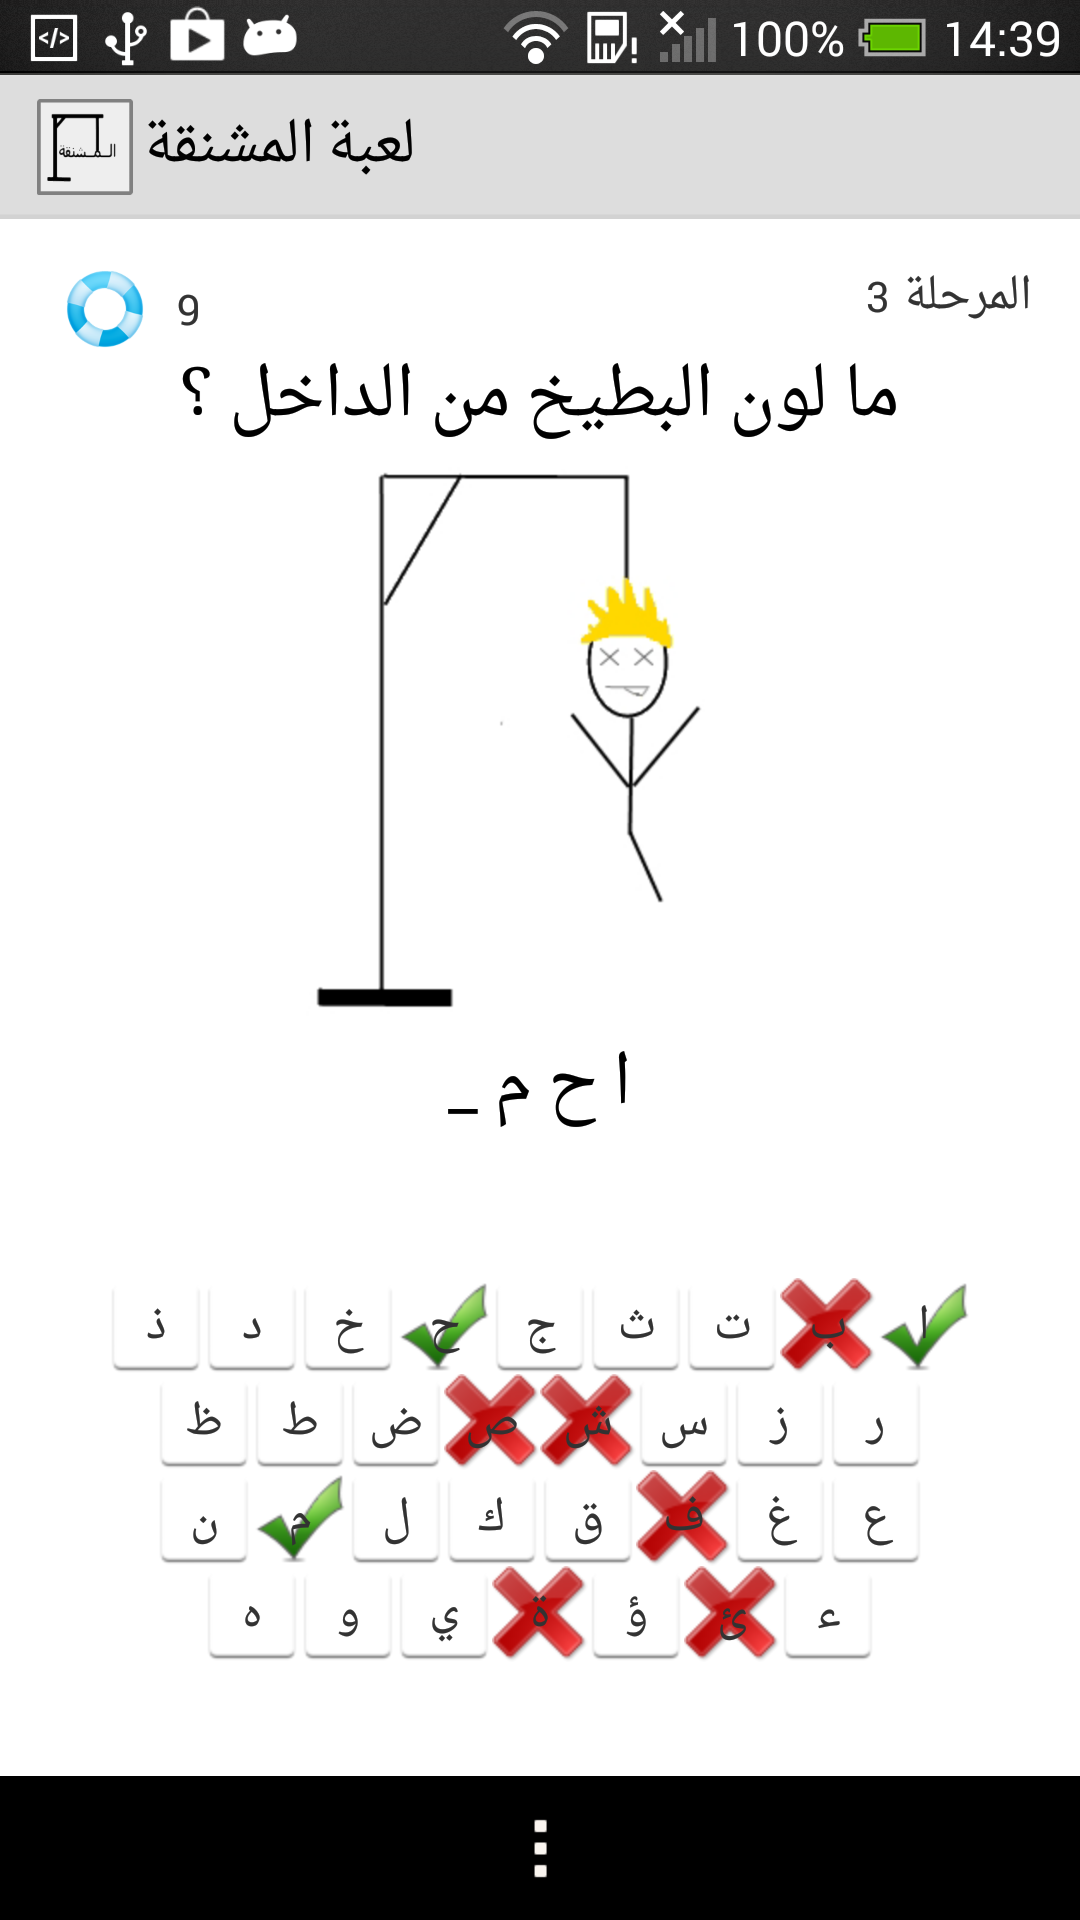 100% 14:39
المشنقة لعبة المشنقة
9 المرحلة 3
ما لون البطيخ من الداخل ؟
ا ح م _
ا ب ت ث ج ح خ د ذ
ر ز س ش ص ض ط ظ
ع غ ف ق ك ل م ن
ء ئ ؤ ة ي و ه